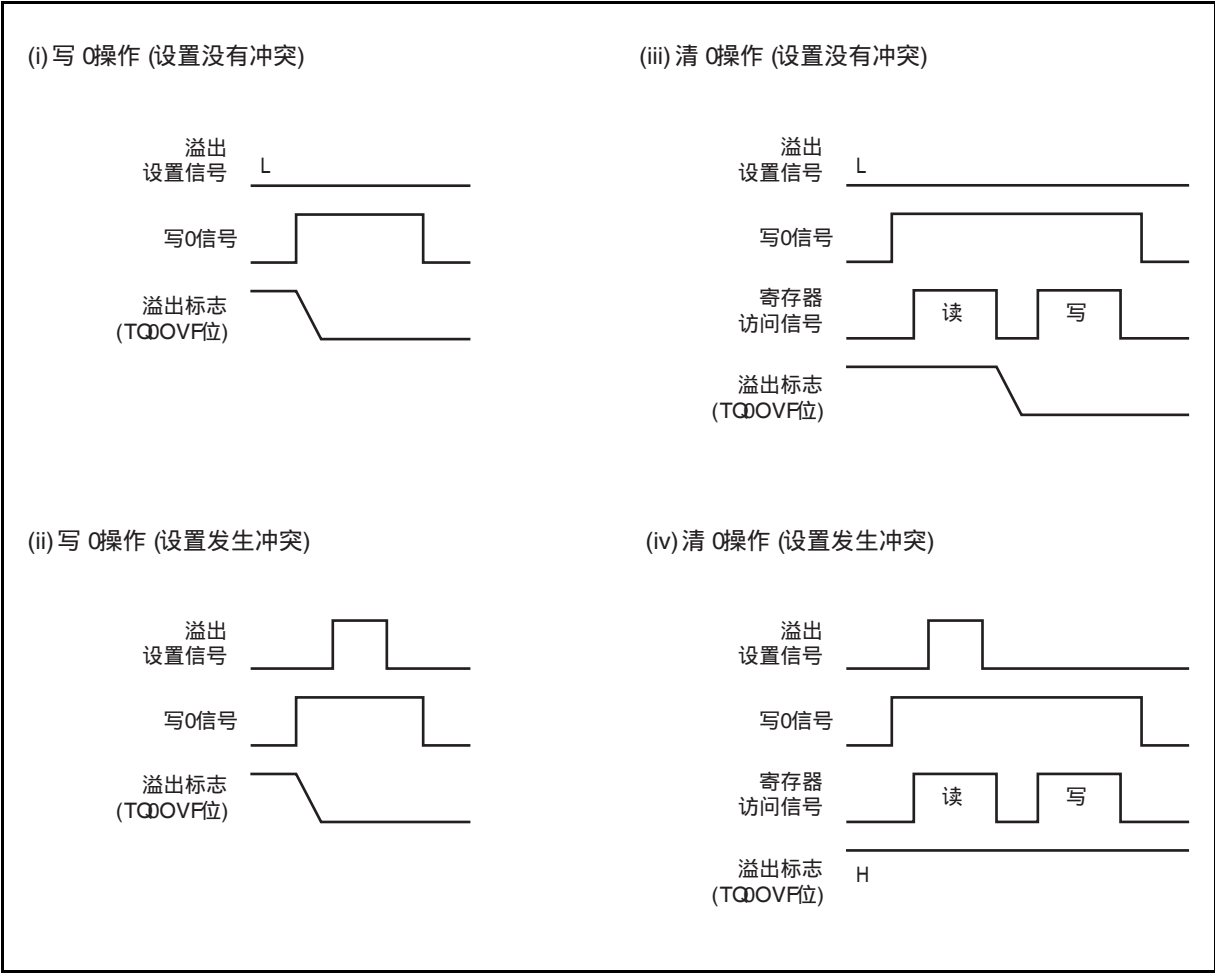 (i) 写 0操作 (设置没有冲突)
溢出
设置信号
L
写0信号
溢出标志
(TQ0OVF位)
(iii) 清 0操作 (设置没有冲突)
溢出
设置信号
L
写0信号
寄存器
访问信号
读
写
溢出标志
(TQ0OVF位)
(ii) 写 0操作 (设置发生冲突)
溢出
设置信号
写0信号
溢出标志
(TQ0OVF位)
(iv) 清 0操作 (设置发生冲突)
溢出
设置信号
写0信号
寄存器
访问信号
读
写
溢出标志
(TQ0OVF位)
H